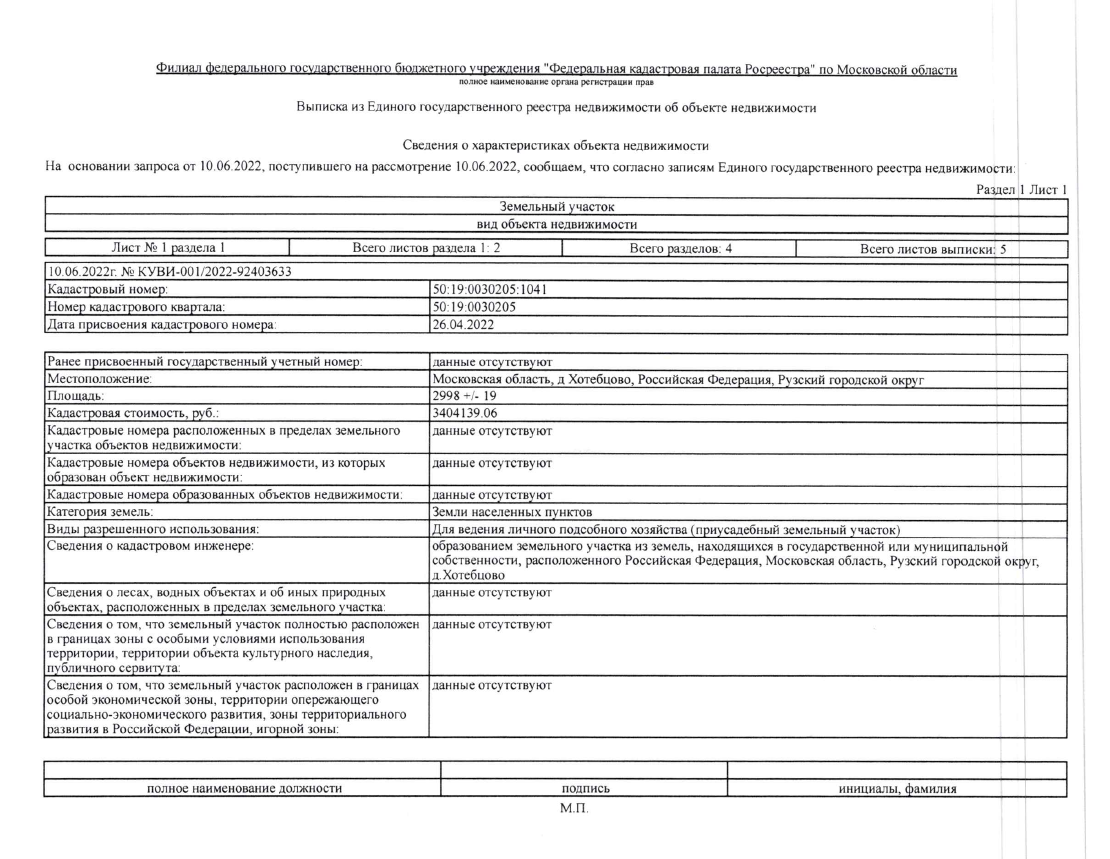 Филиал федерального государственного бюджетного учреждения "Федеральная кадастровая палата Росреестра" по Московской области
полное наименование органа регистрации прав
Выписка из Единого государственного реестра недвижимости об объекте недвижимости
Сведения о характеристиках объекта недвижимости
На основании запроса от 10.06.2022, поступившего на рассмотрение 10.06.2022, сообщаем, что согласно записям Единого государственного реестра недвижимости:
Раздел 1 Лист 1
Земельный участок
вид объекта недвижимости
Лист № 1 раздела 1 Всего листов раздела 1: 2 Всего разделов: 4 Всего листов выписки: 5
10.06.2022г. № КУВИ-001/2022-92403633
Кадастровый номер: 50:19:0030205:1041
Номер кадастрового квартала: 50:19:0030205
Дата присвоения кадастрового номера: 26.04.2022
Ранее присвоенный государственный учетный номер: данные отсутствуют
Местоположение: Московская область, д Хотебцово, Российская Федерация, Рузский городской округ
Площадь: 2998 +/- 19
Кадастровая стоимость, руб.: 3404139.06
Кадастровые номера расположенных в пределах земельного данные отсутствуют
участка объектов недвижимости:
Кадастровые номера объектов недвижимости, из которых данные отсутствуют
образован объект недвижимости:
Кадастровые номера образованных объектов недвижимости: данные отсутствуют
Категория земель: Земли населенных пунктов
Виды разрешенного использования: Для ведения личного подсобного хозяйства (приусадебный земельный участок)
Сведения о кадастровом инженере: образованием земельного участка из земель, находящихся в государственной или муниципальной
собственности, расположенного Российская Федерация, Московская область, Рузский городской округ,
д.Хотебцово
Сведения о лесах, водных объектах и об иных природных данные отсутствуют
объектах, расположенных в пределах земельного участка:
Сведения о том, что земельный участок полностью расположен данные отсутствуют
в границах зоны с особыми условиями использования
территории, территории объекта культурного наследия,
публичного сервитута:
Сведения о том, что земельный участок расположен в границах данные отсутствуют
особой экономической зоны, территории опережающего
социально-экономического развития, зоны территориального
развития в Российской Федерации, игорной зоны:
полное наименование должности подпись инициалы, фамилия
М.П.